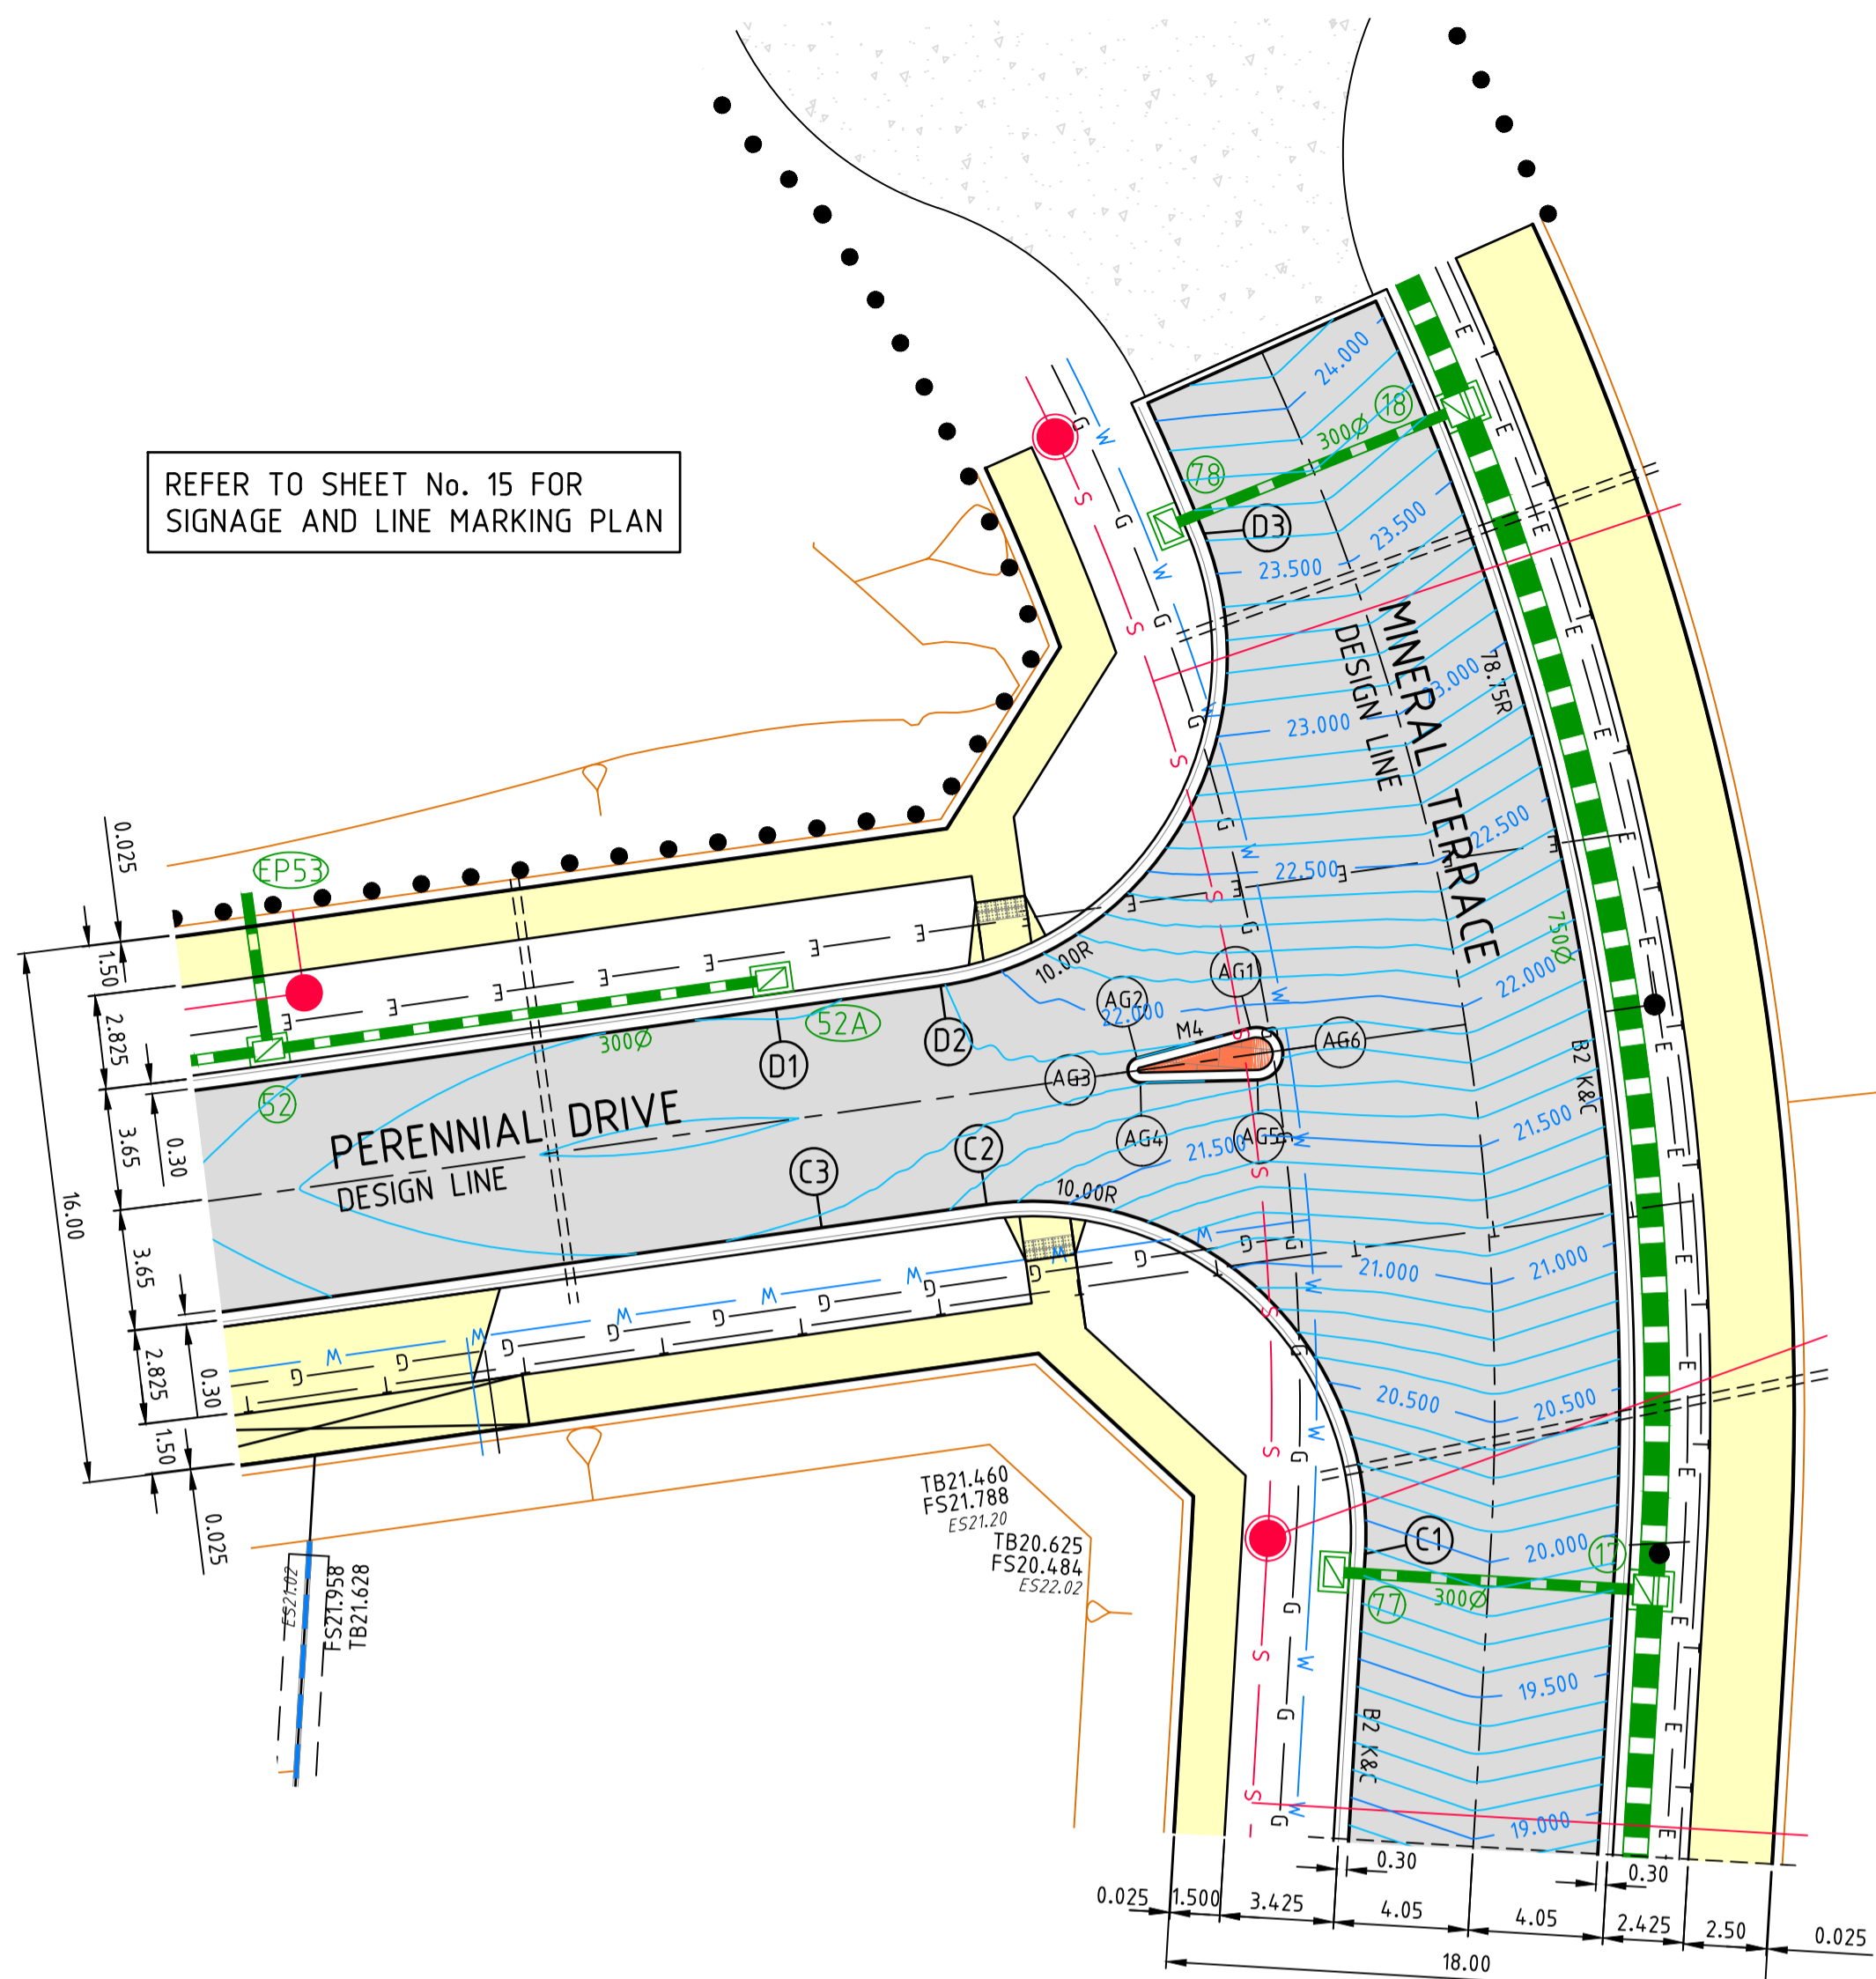 REFER TO SHEET No. 15 FOR
SIGNAGE AND LINE MARKING PLAN
24.000
18
300Ø
78
D3
23.500
23.500
MINERAL TERRACE
DESIGN LINE
78.75R
23.000
23.000
22.500
22.500
750Ø
22.000
22.000
B2 K&C
21.500
21.500
21.000
21.000
20.500
20.500
20.000
19.500
19.000
EP53
52
300Ø
52A
D1
D2
10.00R
AG1
AG2
AG3
AG4
AG5
AG6
M4
PERENNIAL DRIVE
DESIGN LINE
C3
C2
10.00R
C1
17
77
300Ø
B2 K&C
0.025
1.50
2.825
0.30
3.65
16.00
3.65
2.825
0.30
1.50
0.025
TB21.460
FS21.788
ES21.20
TB20.625
FS20.484
ES22.02
ES21.02
FS21.958
TB21.628
0.30
0.30
0.025
1.500
3.425
4.05
4.05
2.425
2.50
0.025
18.00